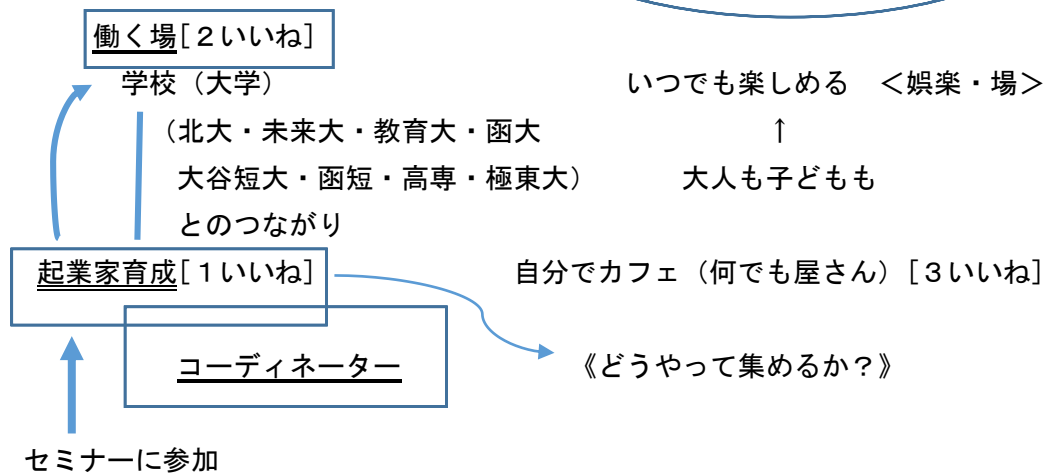 働く場[2いいね]
学校（大学）
（北大・未来大・教育大・函大
大谷短大・函短・高専・極東大）
とのつながり
いつでも楽しめる　＜娯楽・場＞
↑
大人も子どもも
起業家育成[1いいね]
自分でカフェ（何でも屋さん）[3いいね]
コーディネーター
《どうやって集めるか？》
セミナーに参加